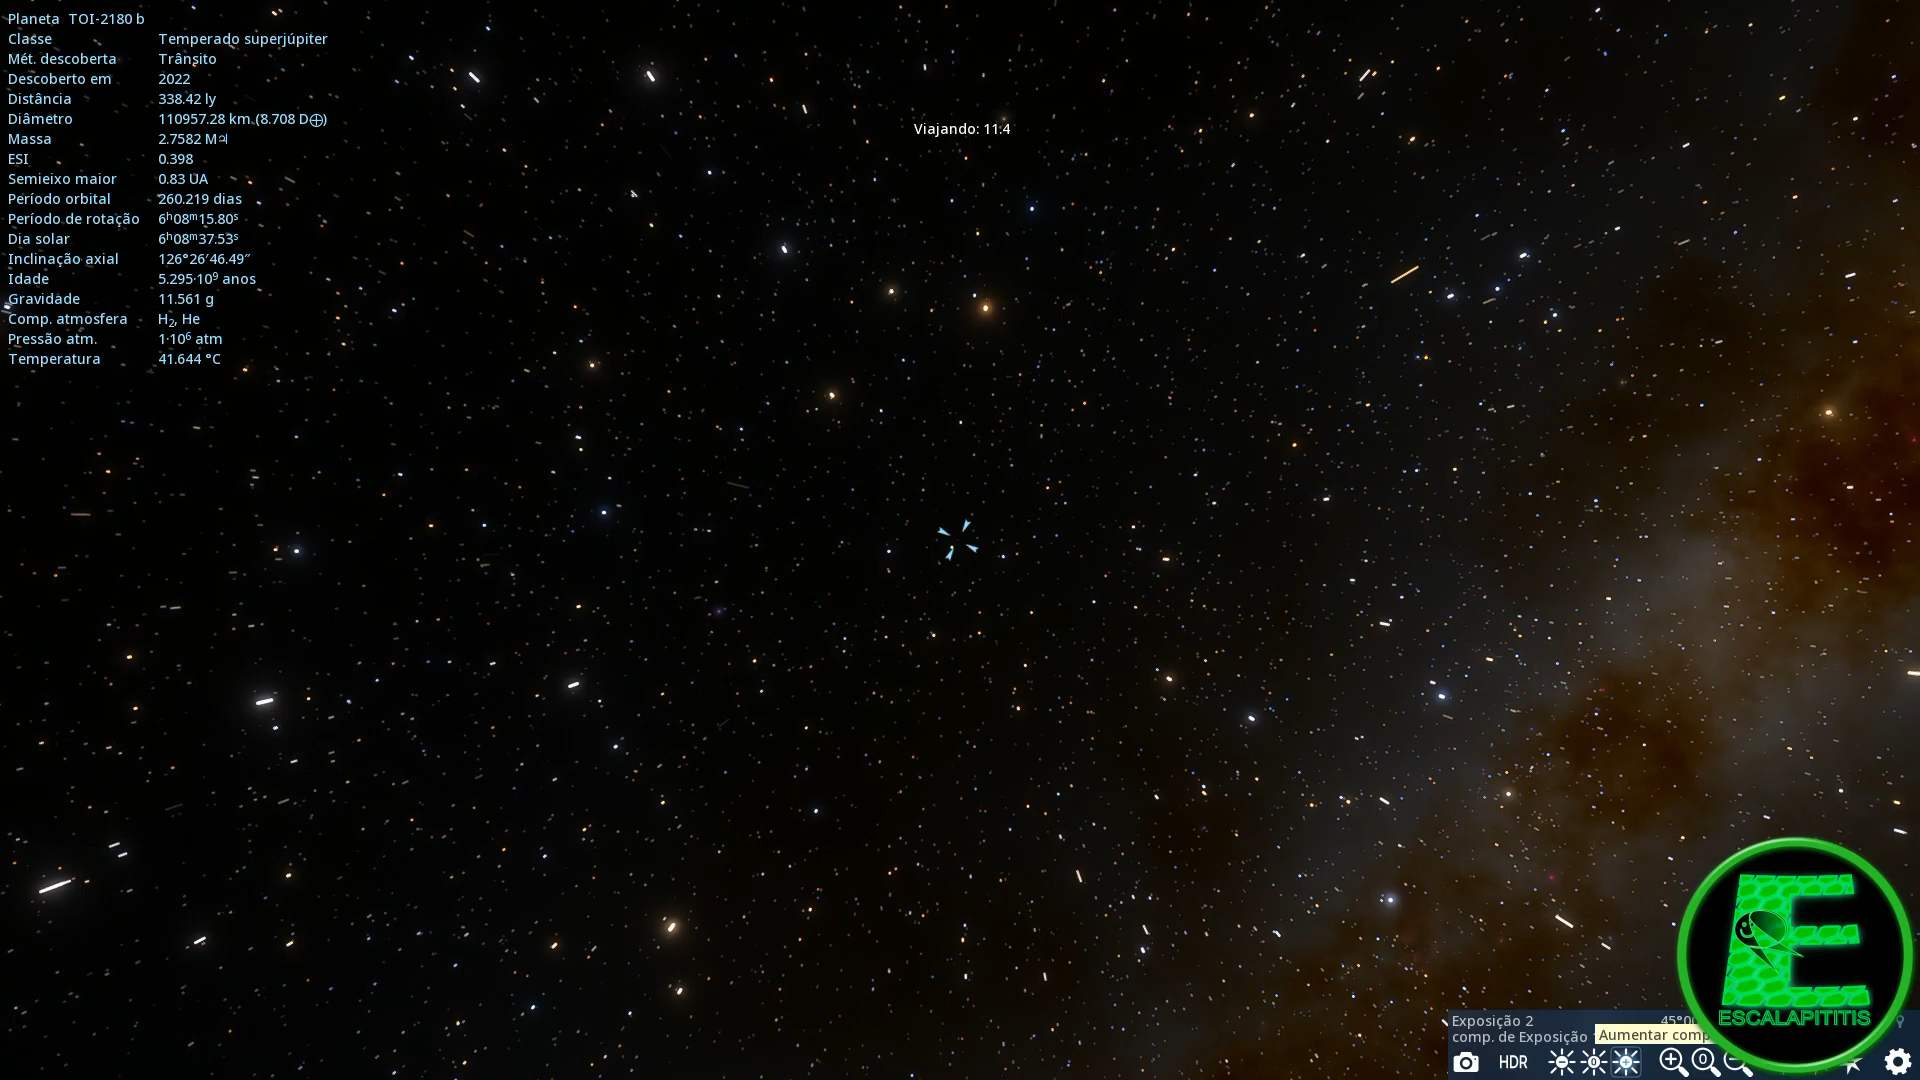 Planeta TOI-2180 b
Classe Temperado superjúpiter
Mét. descoberta Trânsito
Descoberto em 2022
Distância 338.42 ly
Diâmetro 110957.28 km (8.708 D⊕)
Massa 2.7582 M♃
ESI 0.398
Semieixo maior 0.83 UA
Período orbital 260.219 dias
Período de rotação 6ʰ08ᵐ15.80ˢ
Dia solar 6ʰ08ᵐ37.53ˢ
Inclinação axial 126°26′46.49″
Idade 5.295·10⁹ anos
Gravidade 11.561 g
Comp. atmosfera H₂, He
Pressão atm. 1·10⁶ atm
Temperatura 41.644 °C
Viajando: 11.4
Exposição 2
comp. de Exposição
Aumentar
HDR
0
ESCALAPITITIS